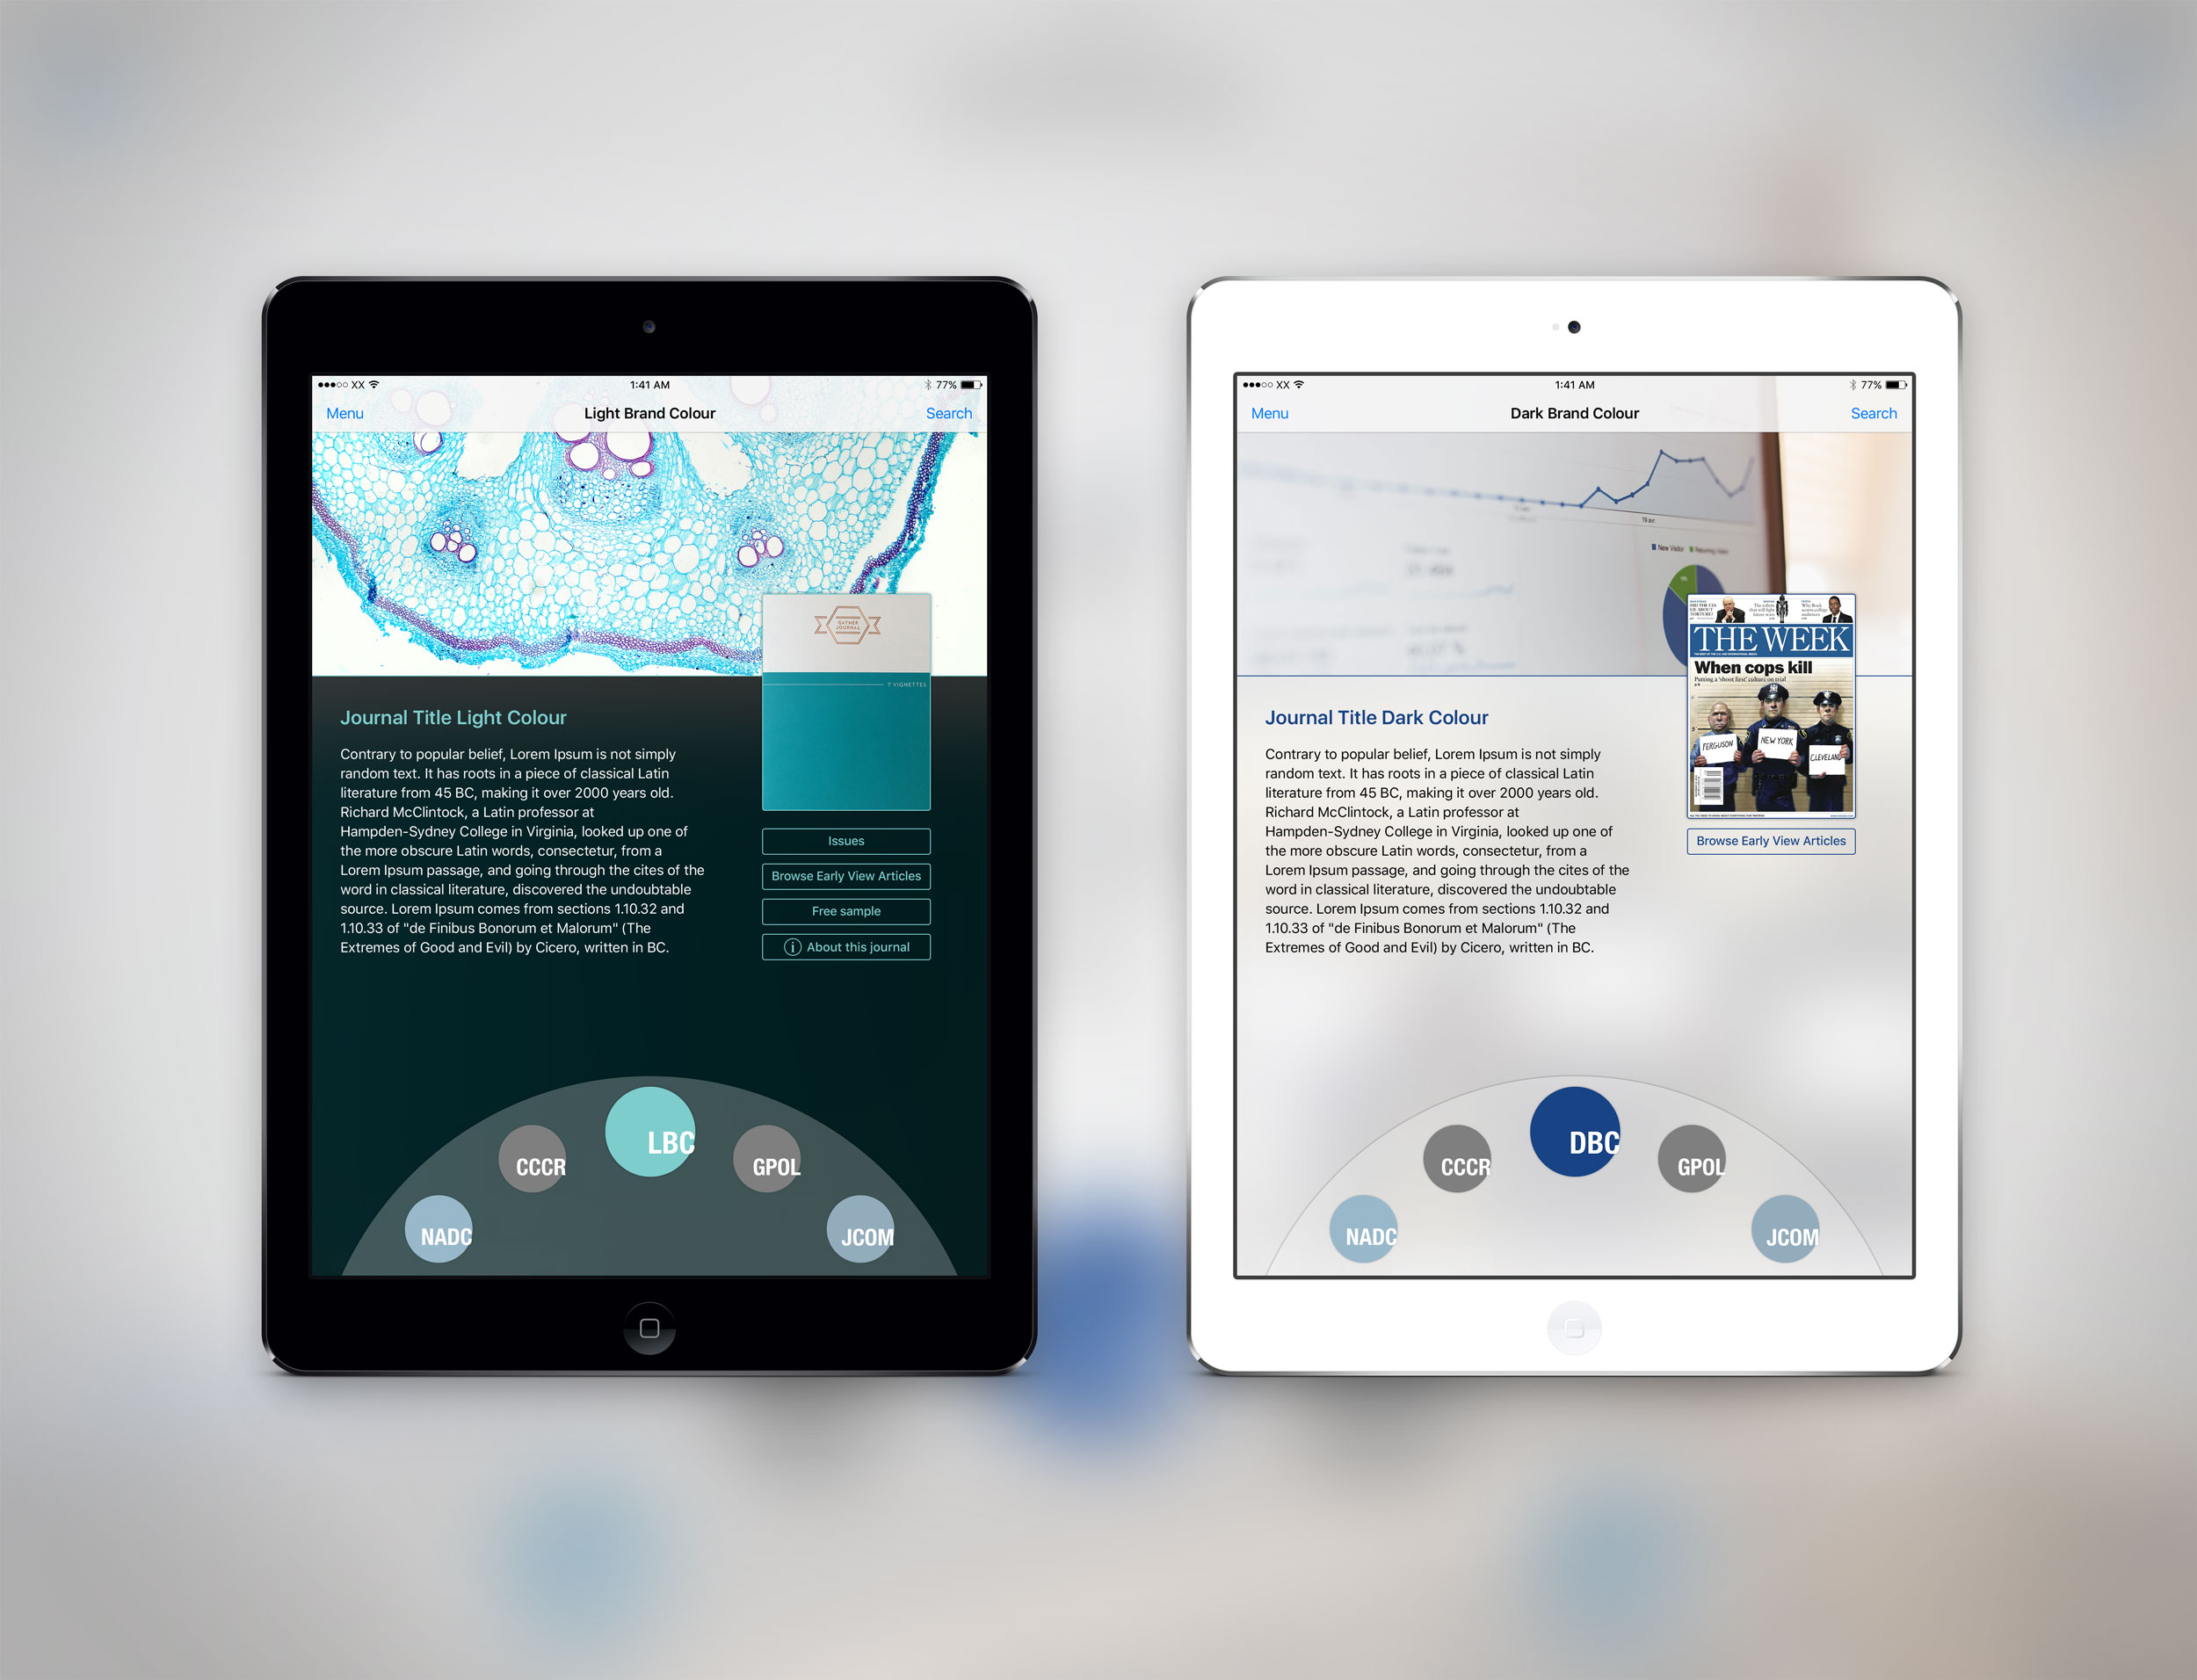 XX
1:41 AM
77%
Menu
Light Brand Colour
Search
GATHER
JOURNAL
7 VIGNETTES
Journal Title Light Colour
Contrary to popular belief, Lorem Ipsum is not simply
random text. It has roots in a piece of classical Latin
literature from 45 BC, making it over 2000 years old.
Richard McClintock, a Latin professor at
Hampden-Sydney College in Virginia, looked up one of
the more obscure Latin words, consectetur, from a
Lorem Ipsum passage, and going through the cites of the
word in classical literature, discovered the undoubtable
source. Lorem Ipsum comes from sections 1.10.32 and
1.10.33 of "de Finibus Bonorum et Malorum" (The
Extremes of Good and Evil) by Cicero, written in BC.
Issues
Browse Early View Articles
Free sample
About this journal
NADC
CCCR
LBC
GPOL
JCOM
XX
1:41 AM
77%
Menu
Dark Brand Colour
Search
New Visitor
THE WEEK
When cops kill
Putting a 'shoot first' culture on trial
FERGUSON
NEW YORK
CLEVELAND
Journal Title Dark Colour
Contrary to popular belief, Lorem Ipsum is not simply
random text. It has roots in a piece of classical Latin
literature from 45 BC, making it over 2000 years old.
Richard McClintock, a Latin professor at
Hampden-Sydney College in Virginia, looked up one of
the more obscure Latin words, consectetur, from a
Lorem Ipsum passage, and going through the cites of the
word in classical literature, discovered the undoubtable
source. Lorem Ipsum comes from sections 1.10.32 and
1.10.33 of "de Finibus Bonorum et Malorum" (The
Extremes of Good and Evil) by Cicero, written in BC.
Browse Early View Articles
NADC
CCCR
DBC
GPOL
JCOM